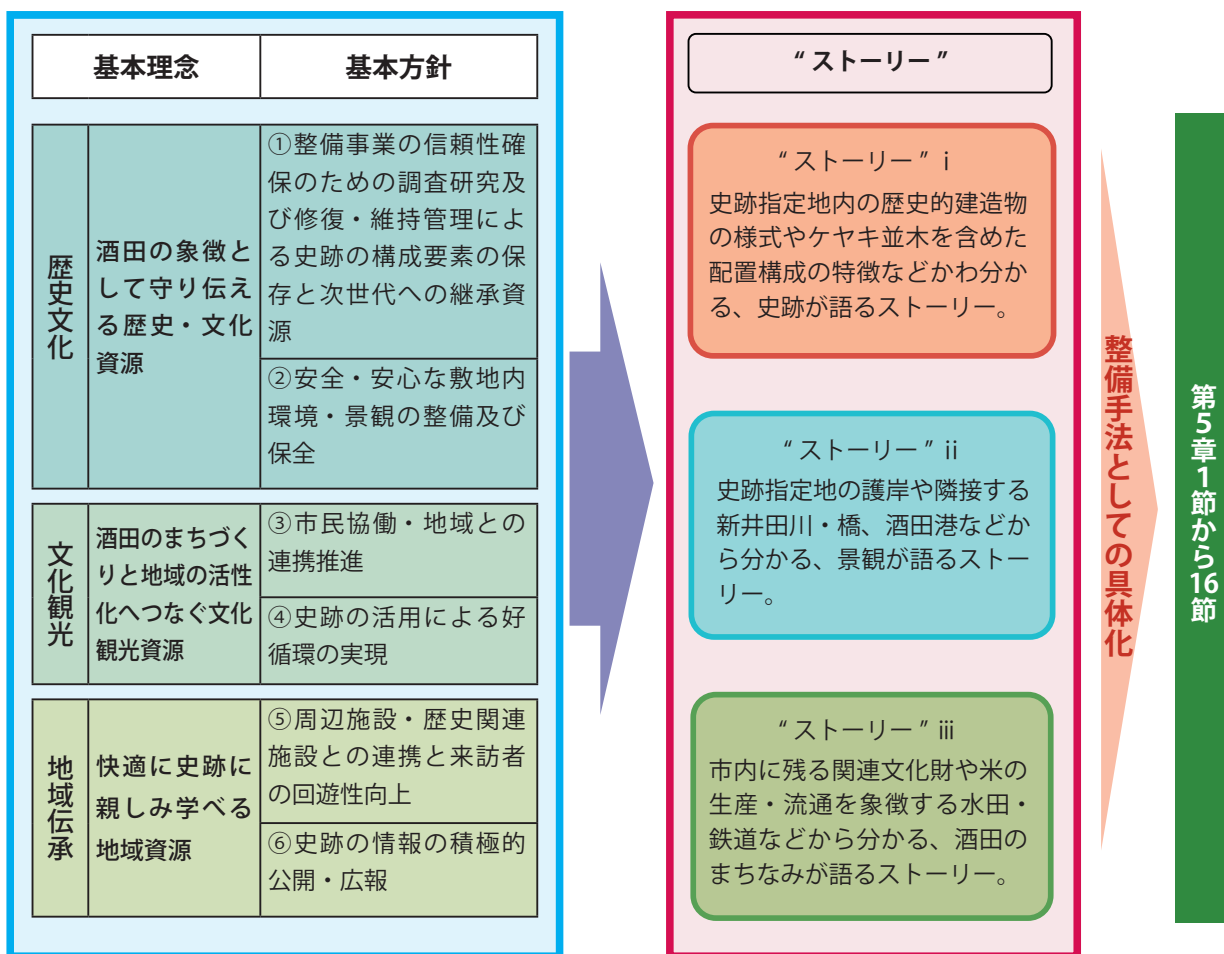 基本理念
基本方針
歴史文化
酒田の象徴と
して守り伝え
る歴史・文化
資源
①整備事業の信頼性確
保のための調査研究及
び修復・維持管理によ
る史跡の構成要素の保
存と次世代への継承資
源
②安全・安心な敷地内
環境・景観の整備及び
保全
文化観光
酒田のまちづく
りと地域の活性
化へつなぐ文化
観光資源
③市民協働・地域との
連携推進
④史跡の活用による好
循環の実現
地域伝承
快適に史跡に
親しみ学べる
地域資源
⑤周辺施設・歴史関連
施設との連携と来訪者
の回遊性向上
⑥史跡の情報の積極的
公開・広報
“ ストーリー ”
“ ストーリー ” ⅰ
史跡指定地内の歴史的建造物
の様式やケヤキ並木を含めた
配置構成の特徴などかわ分か
る、史跡が語るストーリー。
“ ストーリー ” ⅱ
史跡指定地の護岸や隣接する
新井田川・橋、酒田港などか
ら分かる、景観が語るストー
リー。
“ ストーリー ” ⅲ
市内に残る関連文化財や米の
生産・流通を象徴する水田・
鉄道などから分かる、酒田の
まちなみが語るストーリー。
整備手法としての具体化
第5章1節から16節